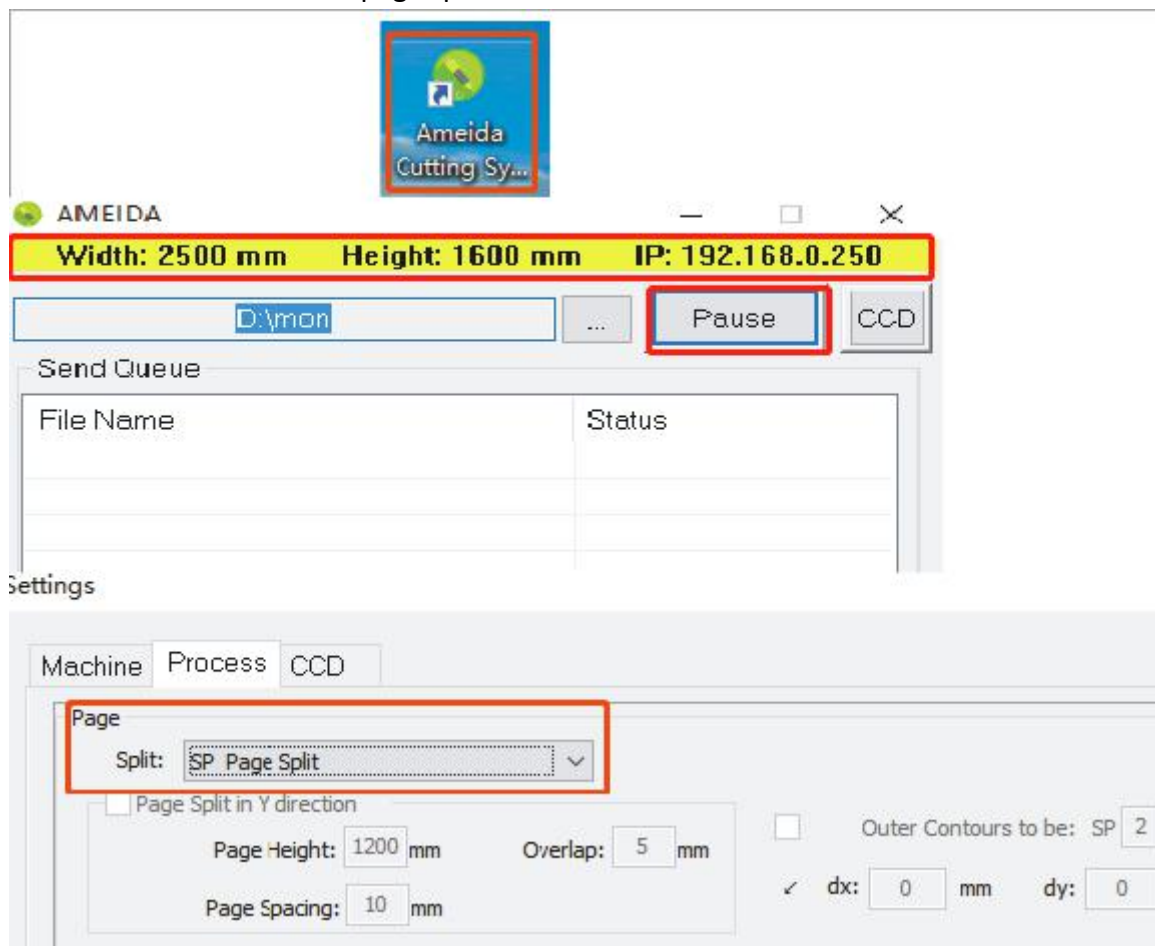 Ameida
Cutting Sy...
AMEIDA
Width: 2500 mm Height: 1600 mm IP: 192.168.0.250
D:\mon ... Pause CCD
Send Queue
File Name Status
Settings
Machine Process CCD
Page
Split: SP Page Split
Page Split in Y direction
Outer Contours to be: SP 2
Page Height: 1200 mm Overlap: 5 mm
dx: 0 mm dy: 0
Page Spacing: 10 mm